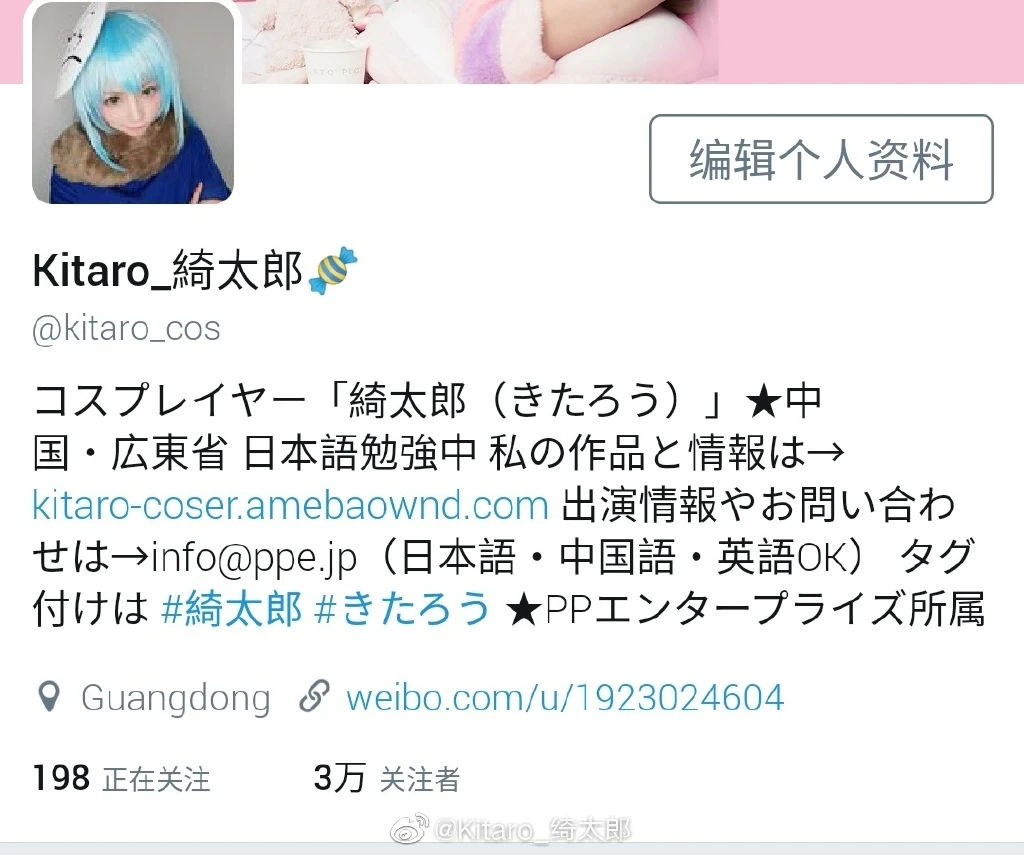 编辑个人资料
Kitaro_綺太郎🍬
@kitaro_cos
コスプレイヤー「綺太郎（きたろう）」★中
国・広東省 日本語勉強中 私の作品と情報は→
kitaro-coser.amebaownd.com 出演情報やお問い合わ
せは→info@ppe.jp（日本語・中国語・英語OK） タグ
付けは #綺太郎 #きたろう ★PPエンタープライズ所属
Guangdong weibo.com/u/1923024604
198 正在关注 3万 关注者
@Kitaro_绮太郎